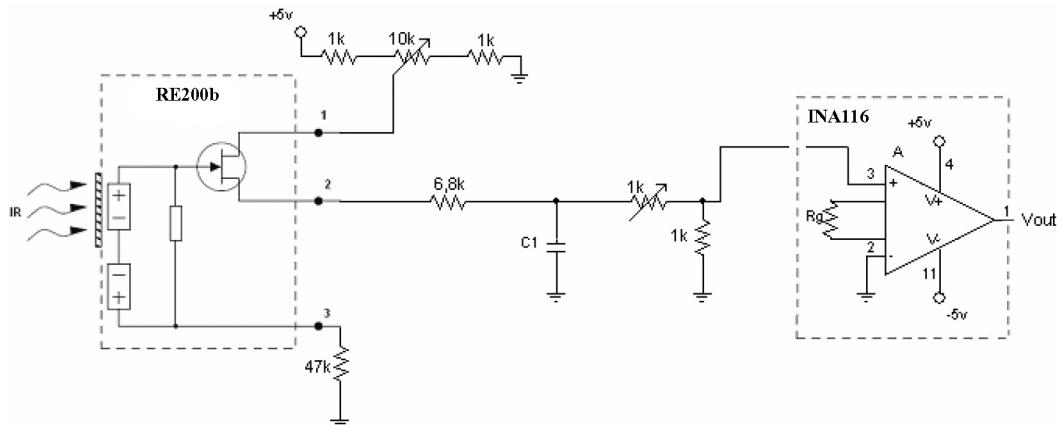 +5v
1k
10k
1k
RE200b
1
2
3
IR
+
−
−
+
47k
6,8k
C1
1k
1k
INA116
+5v
A
4
3
+
V+
Rg
1
Vout
2
-
V-
11
-5v